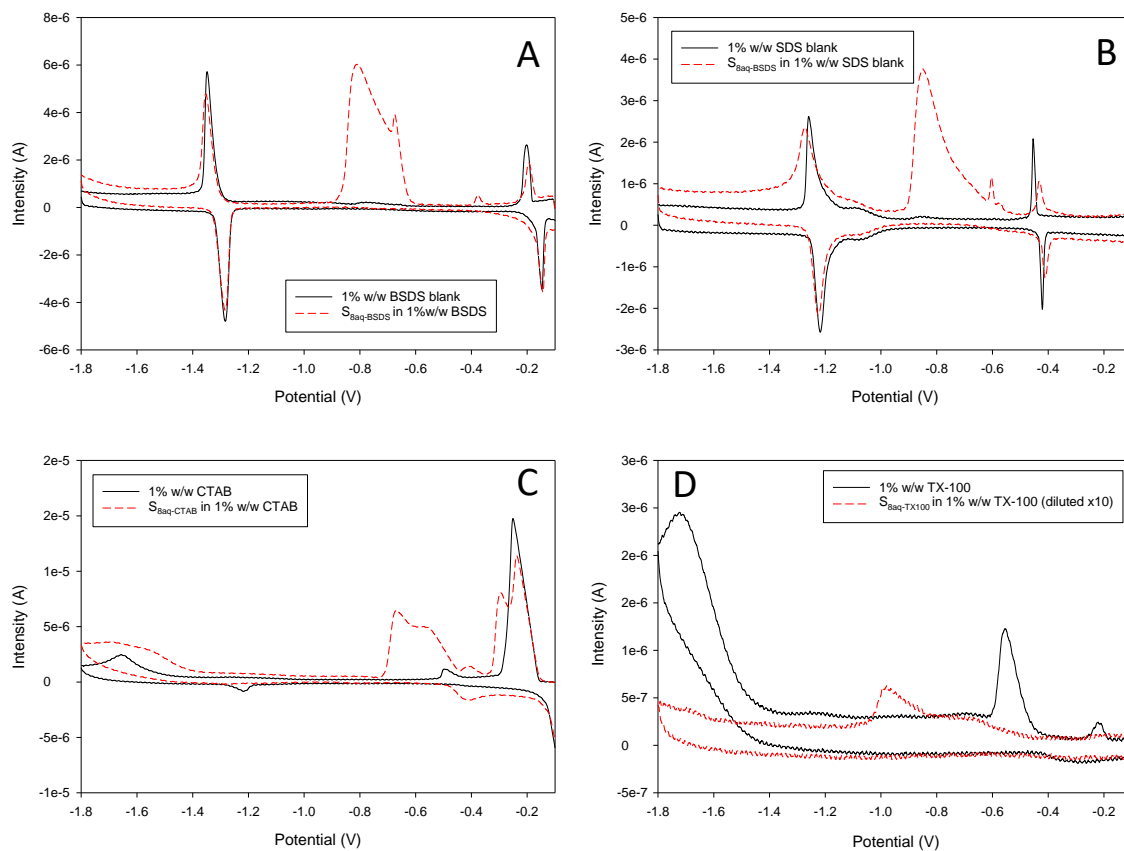 A
8e-6
6e-6
4e-6
2e-6
0
-2e-6
-4e-6
-6e-6
Intensity (A)
1% w/w BSDS blank
S8aq-BSDS in 1%w/w BSDS
-1.8 -1.6 -1.4 -1.2 -1.0 -0.8 -0.6 -0.4 -0.2
Potential (V)
B
5e-6
4e-6
3e-6
2e-6
1e-6
0
-1e-6
-2e-6
-3e-6
Intensity (A)
1% w/w SDS blank
S8aq-BSDS in 1% w/w SDS blank
-1.8 -1.6 -1.4 -1.2 -1.0 -0.8 -0.6 -0.4 -0.2
Potential (V)
C
2e-5
2e-5
1e-5
5e-6
0
-5e-6
-1e-5
Intensity (A)
1% w/w CTAB
S8aq-CTAB in 1% w/w CTAB
-1.8 -1.6 -1.4 -1.2 -1.0 -0.8 -0.6 -0.4 -0.2
Potential (V)
D
3e-6
3e-6
2e-6
2e-6
1e-6
5e-7
0
-5e-7
Intensity (A)
1% w/w TX-100
S8aq-TX100 in 1% w/w TX-100 (diluted x10)
-1.8 -1.6 -1.4 -1.2 -1.0 -0.8 -0.6 -0.4 -0.2
Potential (V)